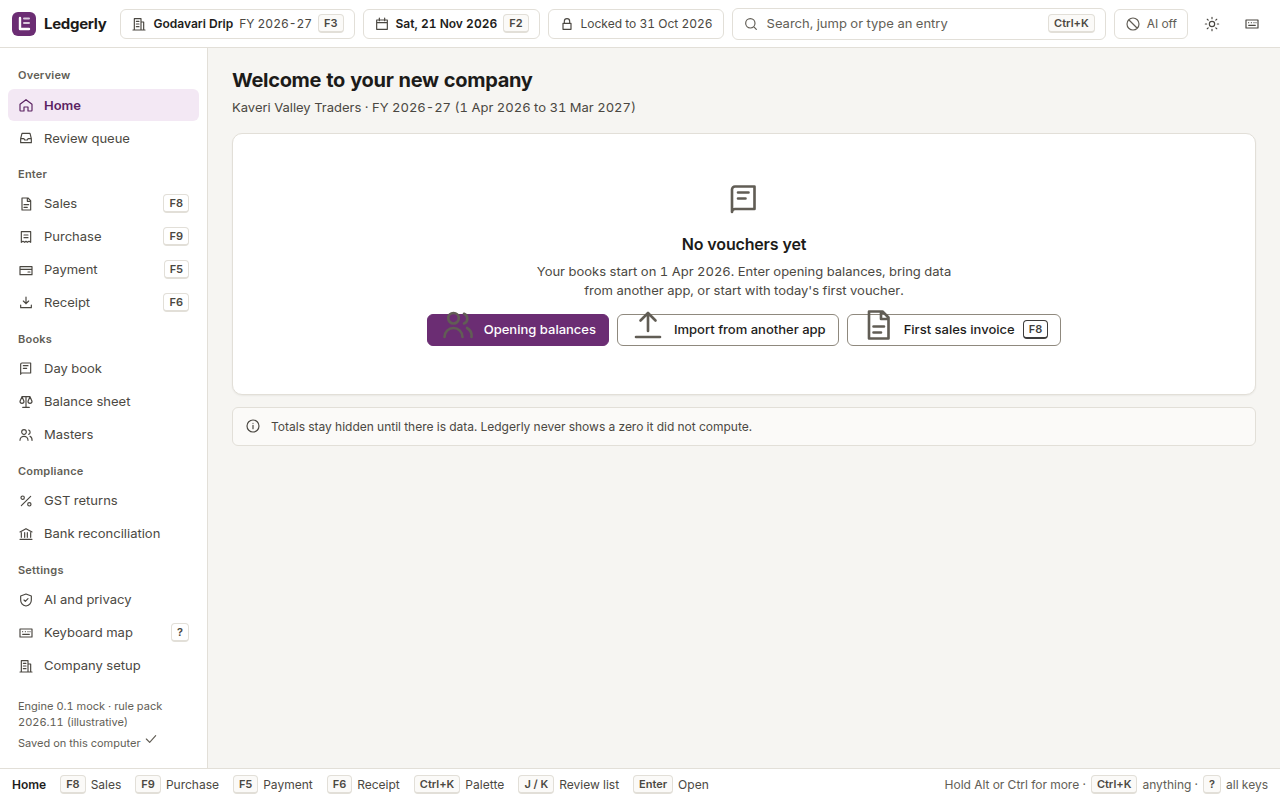 Ledgerly
Godavari Drip FY 2026-27 F3
Sat, 21 Nov 2026 F2
Locked to 31 Oct 2026
Search, jump or type an entry Ctrl+K
AI off
Overview
Home
Review queue
Enter
Sales F8
Purchase F9
Payment F5
Receipt F6
Books
Day book
Balance sheet
Masters
Compliance
GST returns
Bank reconciliation
Settings
AI and privacy
Keyboard map ?
Company setup
Engine 0.1 mock · rule pack
2026.11 (illustrative)
Saved on this computer
Welcome to your new company
Kaveri Valley Traders · FY 2026-27 (1 Apr 2026 to 31 Mar 2027)
No vouchers yet
Your books start on 1 Apr 2026. Enter opening balances, bring data
from another app, or start with today's first voucher.
Opening balances
Import from another app
First sales invoice F8
Totals stay hidden until there is data. Ledgerly never shows a zero it did not compute.
Home F8 Sales F9 Purchase F5 Payment F6 Receipt Ctrl+K Palette J / K Review list Enter Open
Hold Alt or Ctrl for more · Ctrl+K anything · ? all keys